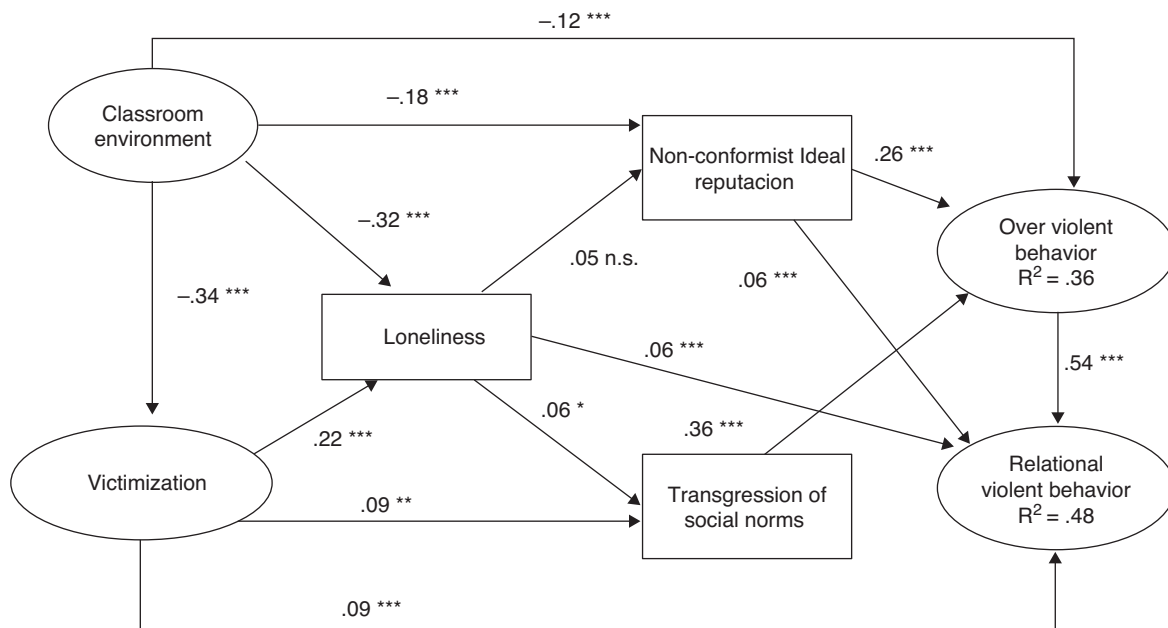 –.12 ***
Classroom
environment
–.18 ***
Non-conformist Ideal
reputacion
.26 ***
Over violent
behavior
R² = .36
–.32 ***
.05 n.s.
.06 ***
–.34 ***
Loneliness
.06 ***
.54 ***
.06 *
.22 ***
.36 ***
Victimization
.09 **
Transgression of
social norms
Relational
violent behavior
R² = .48
.09 ***